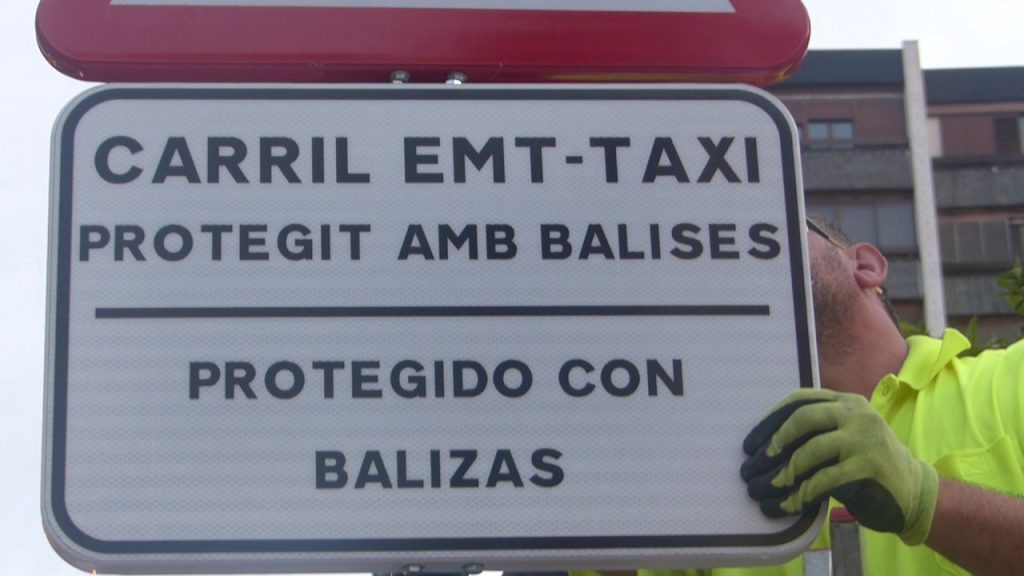 CARRIL EMT-TAXI
PROTEGIT AMB BALISES
PROTEGIDO CON
BALIZAS